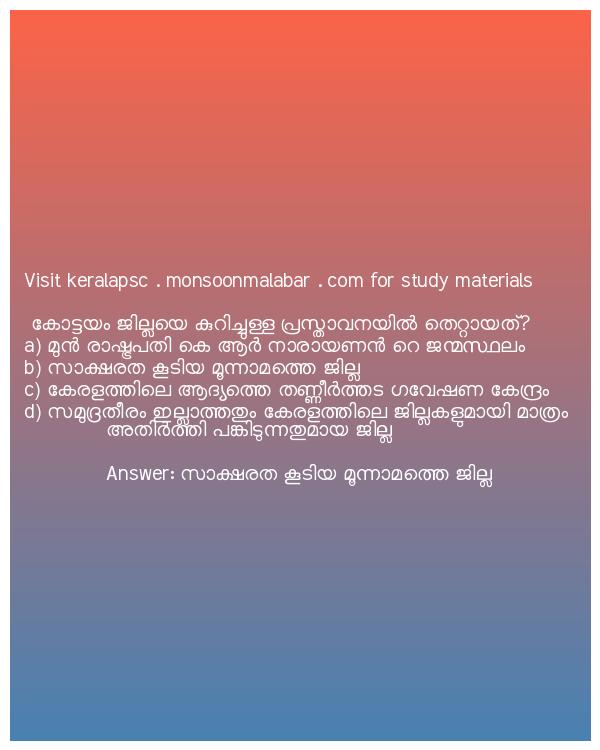 Visit keralapsc . monsoonmalabar . com for study materials
കോട്ടയം ജില്ലയെ കുറിച്ചുള്ള പ്രസ്താവനയിൽ തെറ്റായത്?
a) മുൻ രാഷ്ട്രപതി കെ ആർ നാരായണൻ റെ ജന്മസ്ഥലം
b) സാക്ഷരത കൂടിയ മൂന്നാമത്തെ ജില്ല
c) കേരളത്തിലെ ആദ്യത്തെ തണ്ണീർത്തട ഗവേഷണ കേന്ദ്രം
d) സമുദ്രതീരം ഇല്ലാത്തതും കേരളത്തിലെ ജില്ലകളുമായി മാത്രം
അതിർത്തി പങ്കിടുന്നതുമായ ജില്ല
Answer: സാക്ഷരത കൂടിയ മൂന്നാമത്തെ ജില്ല